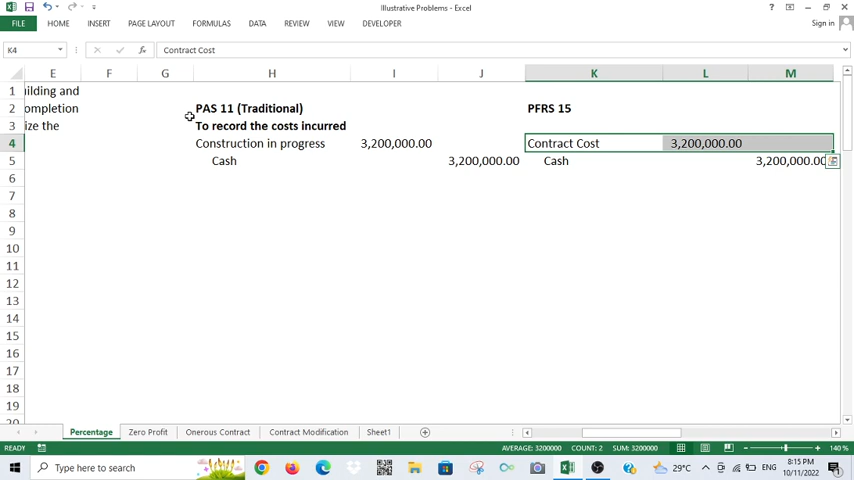 Illustrative Problems - Excel
Sign in
FILE HOME INSERT PAGE LAYOUT FORMULAS DATA REVIEW VIEW DEVELOPER
K4 Contract Cost
E F G H I J K L M
1 ilding and
2 ompletion PAS 11 (Traditional) PFRS 15
3 ize the To record the costs incurred
4 Construction in progress 3,200,000.00 Contract Cost 3,200,000.00
5 Cash 3,200,000.00 Cash 3,200,000.00
6
7
8
9
10
11
12
13
14
15
16
17
18
19
Percentage Zero Profit Onerous Contract Contract Modification Sheet1
READY AVERAGE: 3200000 COUNT: 2 SUM: 3200000 140 %
Type here to search 29°C ENG 8:15 PM
10/11/2022